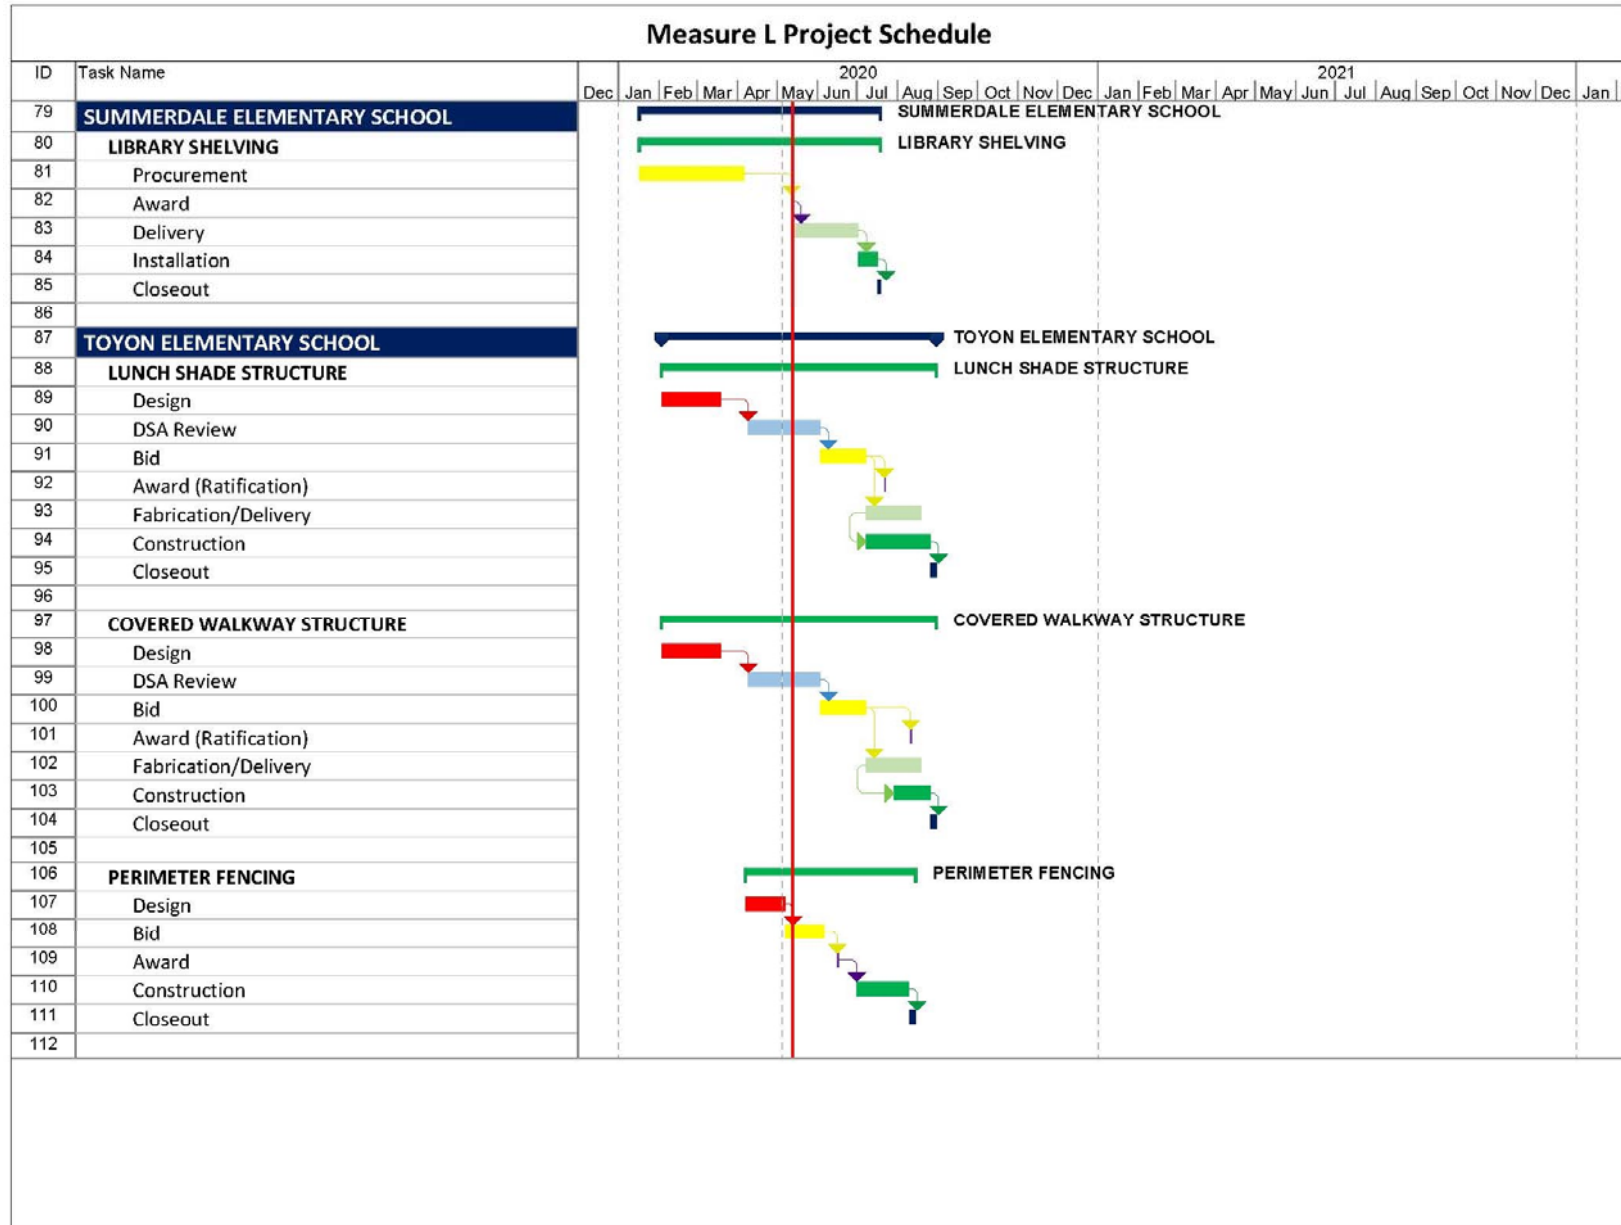 Measure L Project Schedule
ID Task Name 2020 2021
Dec Jan Feb Mar Apr May Jun Jul Aug Sep Oct Nov Dec Jan Feb Mar Apr May Jun Jul Aug Sep Oct Nov Dec Jan
79 SUMMERDALE ELEMENTARY SCHOOL SUMMERDALE ELEMENTARY SCHOOL
80 LIBRARY SHELVING LIBRARY SHELVING
81 Procurement
82 Award
83 Delivery
84 Installation
85 Closeout
86
87 TOYON ELEMENTARY SCHOOL TOYON ELEMENTARY SCHOOL
88 LUNCH SHADE STRUCTURE LUNCH SHADE STRUCTURE
89 Design
90 DSA Review
91 Bid
92 Award (Ratification)
93 Fabrication/Delivery
94 Construction
95 Closeout
96
97 COVERED WALKWAY STRUCTURE COVERED WALKWAY STRUCTURE
98 Design
99 DSA Review
100 Bid
101 Award (Ratification)
102 Fabrication/Delivery
103 Construction
104 Closeout
105
106 PERIMETER FENCING PERIMETER FENCING
107 Design
108 Bid
109 Award
110 Construction
111 Closeout
112